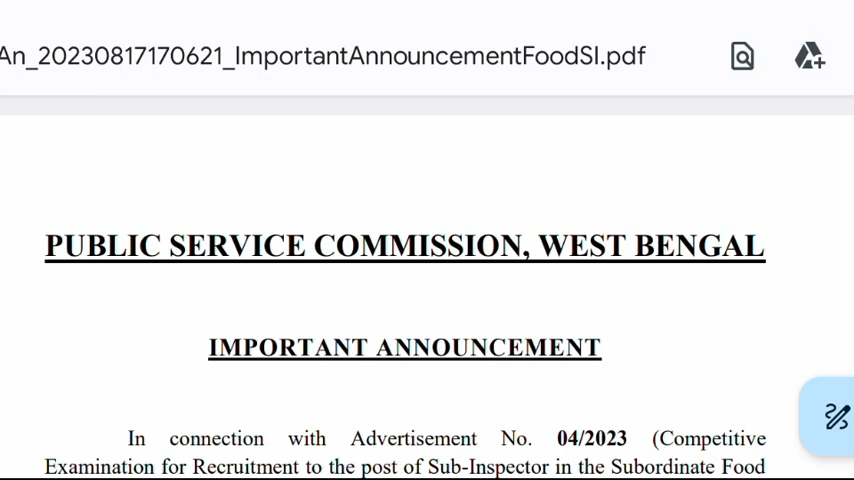 An_20230817170621_ImportantAnnouncementFoodSI.pdf
PUBLIC SERVICE COMMISSION, WEST BENGAL
IMPORTANT ANNOUNCEMENT
In connection with Advertisement No. 04/2023 (Competitive
Examination for Recruitment to the post of Sub-Inspector in the Subordinate Food